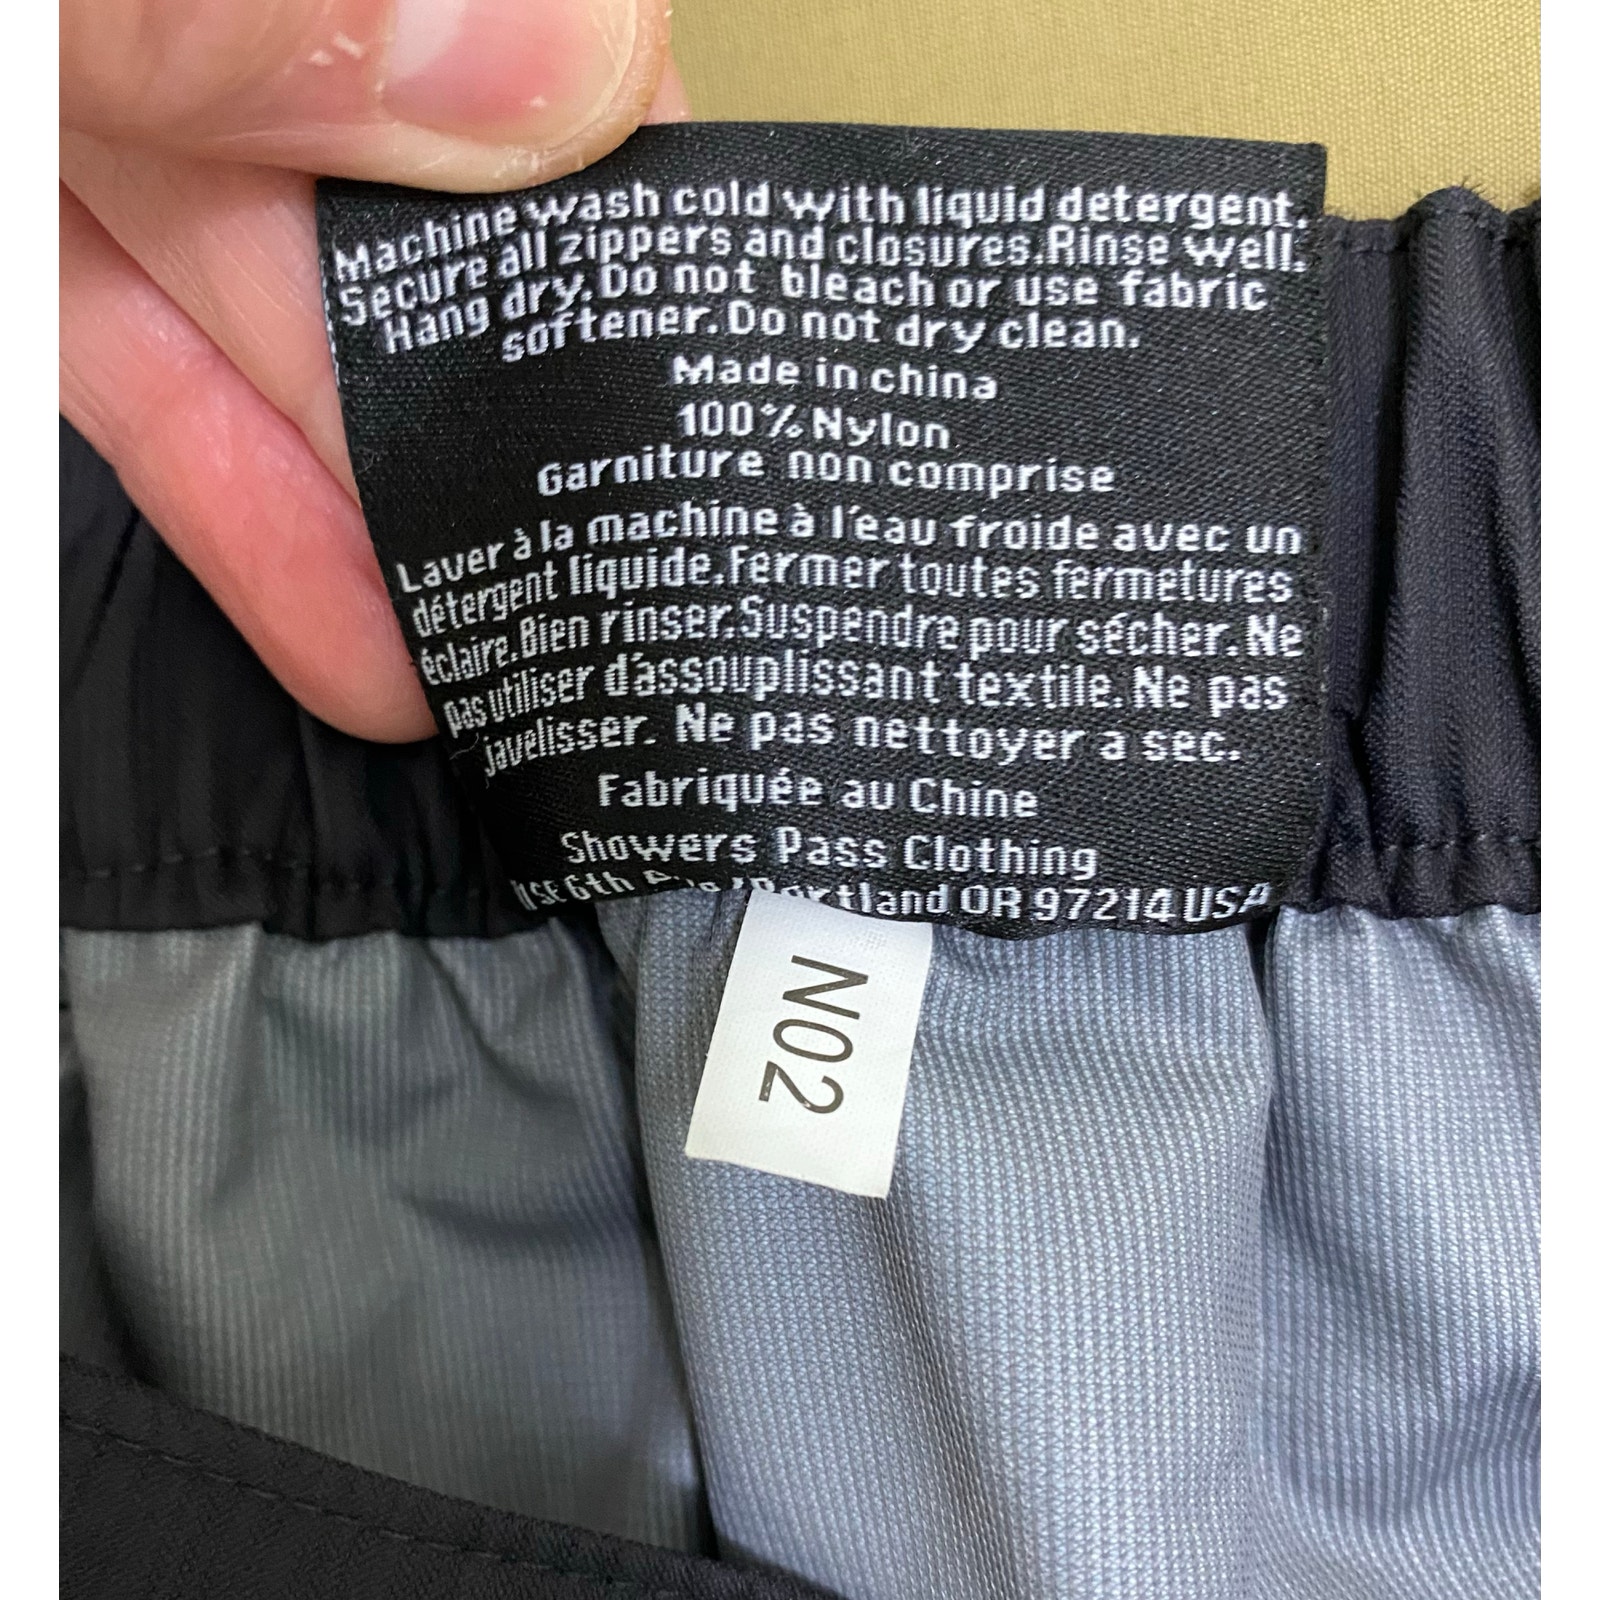 Machine wash cold with liquid detergent.
Secure all zippers and closures.Rinse well.
Hang dry.Do not bleach or use fabric
softener.Do not dry clean.
Made in china
100% Nylon
Garniture non comprise
Laver à la machine à l'eau froide avec un
détergent liquide.Fermer toutes fermetures
éclaire.Bien rinser.Suspendre pour sécher.Ne
pas utiliser d'assouplissant textile.Ne pas
javelisser. Ne pas nettoyer a sec.
Fabriquée au Chine
Showers Pass Clothing
SE 6th Ave / Portland OR 97214 USA
N02